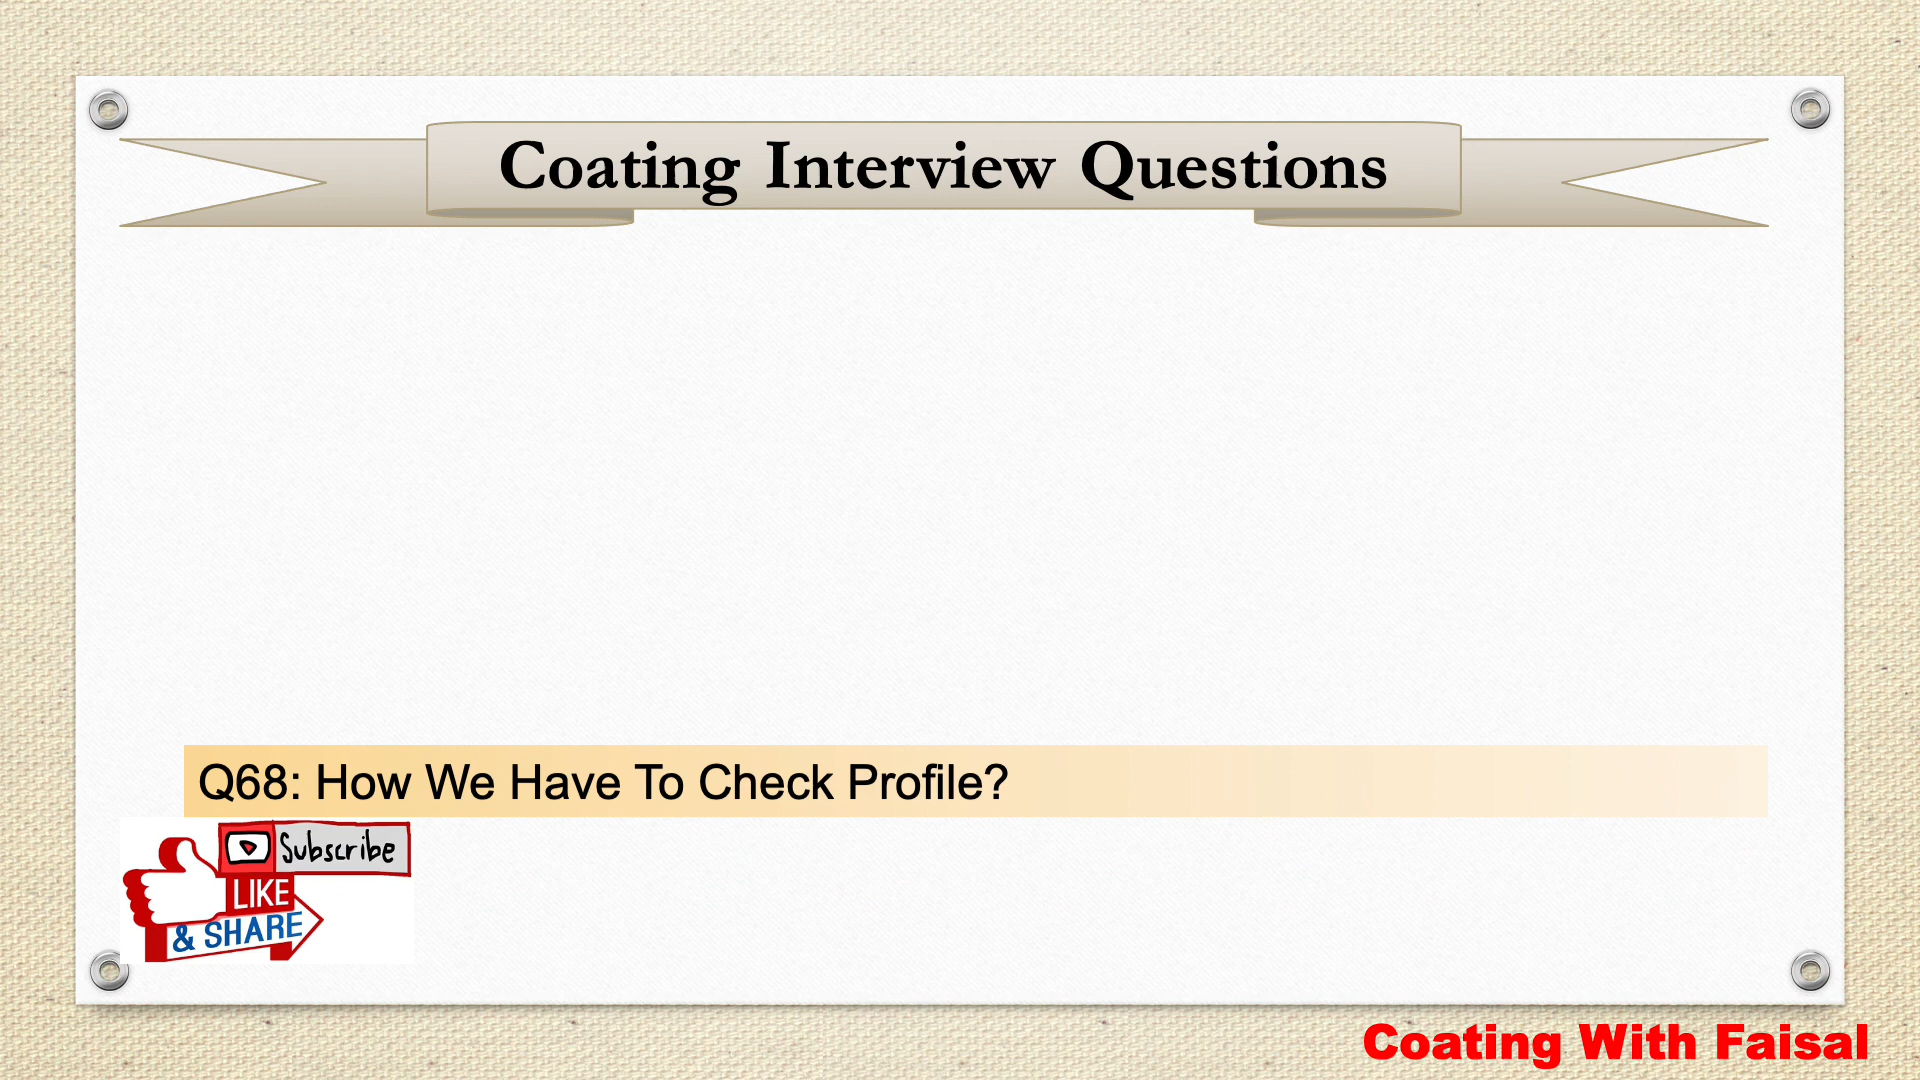 Coating Interview Questions
Q68: How We Have To Check Profile?
Subscribe
LIKE
& SHARE
Coating With Faisal